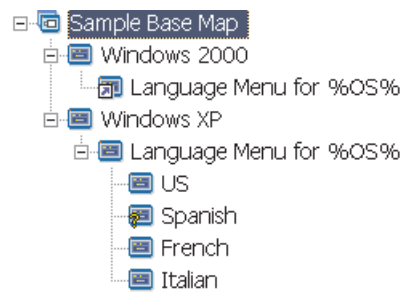 Sample Base Map
Windows 2000
Language Menu for %OS%
Windows XP
Language Menu for %OS%
US
Spanish
French
Italian